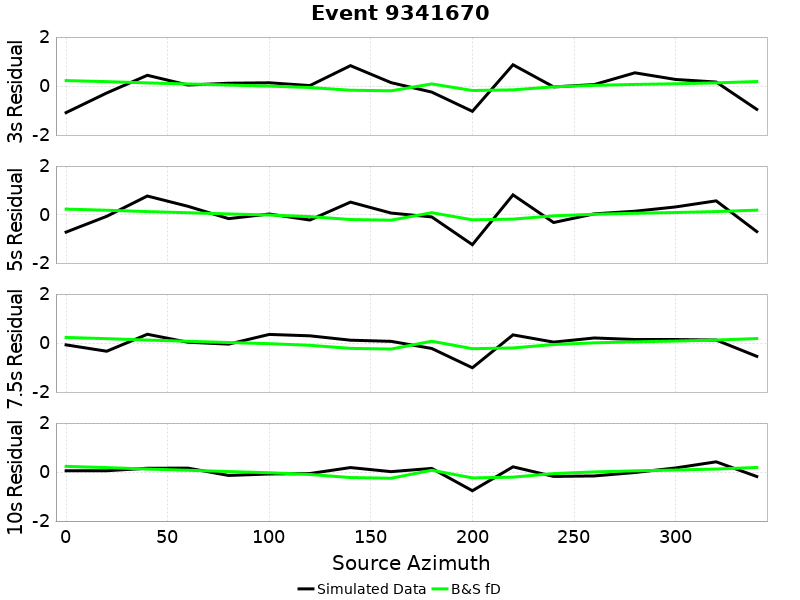 Event 9341670
3s Residual
2
0
-2
5s Residual
2
0
-2
7.5s Residual
2
0
-2
10s Residual
2
0
-2
0 50 100 150 200 250 300
Source Azimuth
Simulated Data B&S fD